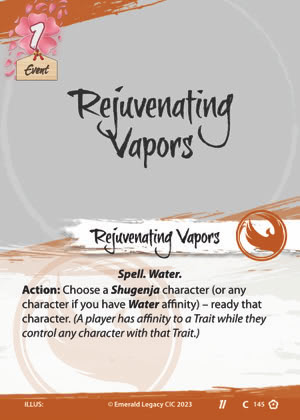 1
Event
Rejuvenating
Vapors
Rejuvenating Vapors
Spell. Water.
Action: Choose a Shugenja character (or any
character if you have Water affinity) – ready that
character. (A player has affinity to a Trait while they
control any character with that Trait.)
ILLUS: © Emerald Legacy CIC 2023 C 145